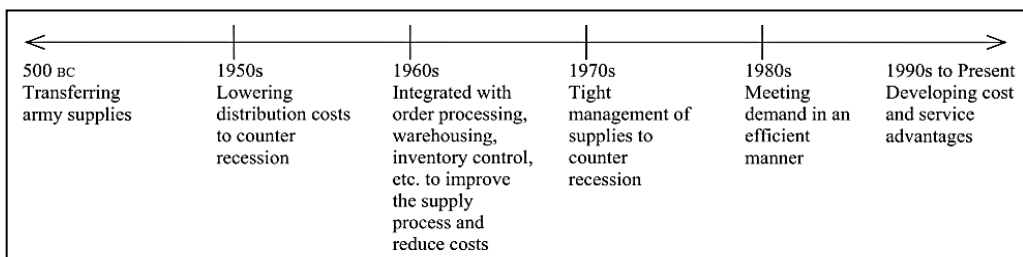 500 BC
Transferring
army supplies
1950s
Lowering
distribution costs
to counter
recession
1960s
Integrated with
order processing,
warehousing,
inventory control,
etc. to improve
the supply
process and
reduce costs
1970s
Tight
management of
supplies to
counter
recession
1980s
Meeting
demand in an
efficient
manner
1990s to Present
Developing cost
and service
advantages